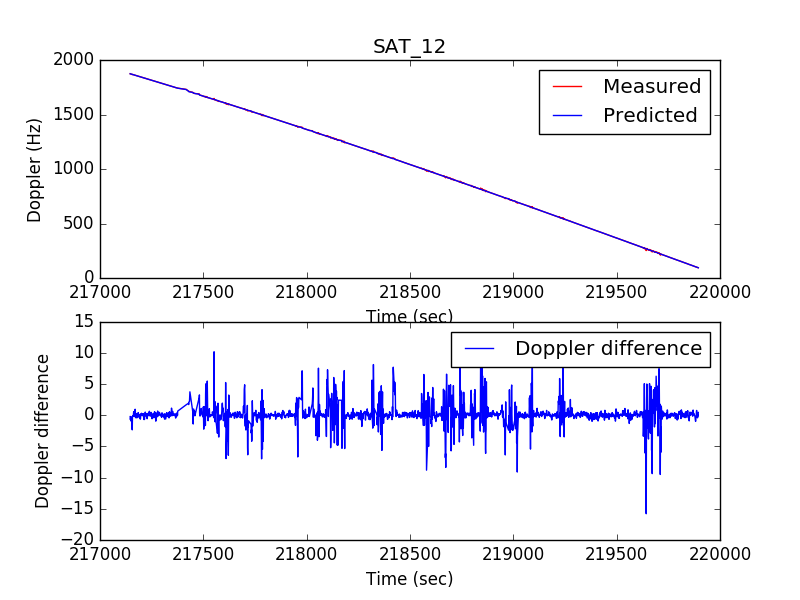 SAT_12
2000
1500
1000
500
0
Doppler (Hz)
Measured
Predicted
217000 217500 218000 218500 219000 219500 220000
Time (sec)
15
10
5
0
−5
−10
−15
−20
Doppler difference
Doppler difference
217000 217500 218000 218500 219000 219500 220000
Time (sec)